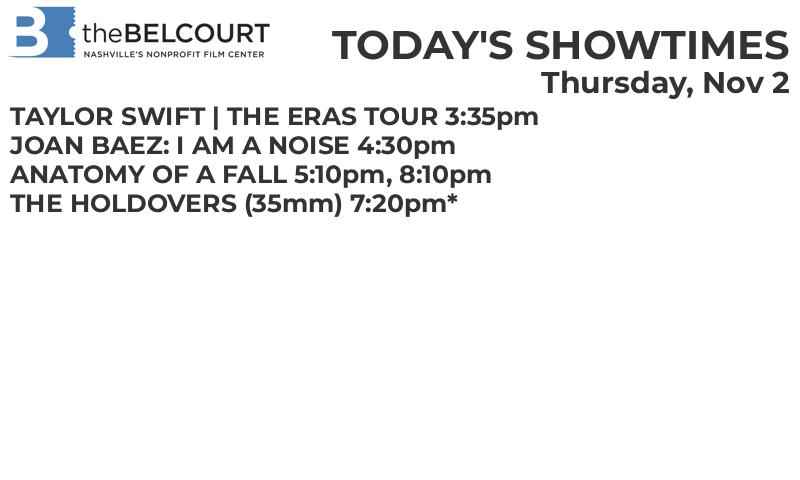 B theBELCOURT
NASHVILLE'S NONPROFIT FILM CENTER
TODAY'S SHOWTIMES
Thursday, Nov 2
TAYLOR SWIFT | THE ERAS TOUR 3:35pm
JOAN BAEZ: I AM A NOISE 4:30pm
ANATOMY OF A FALL 5:10pm, 8:10pm
THE HOLDOVERS (35mm) 7:20pm*